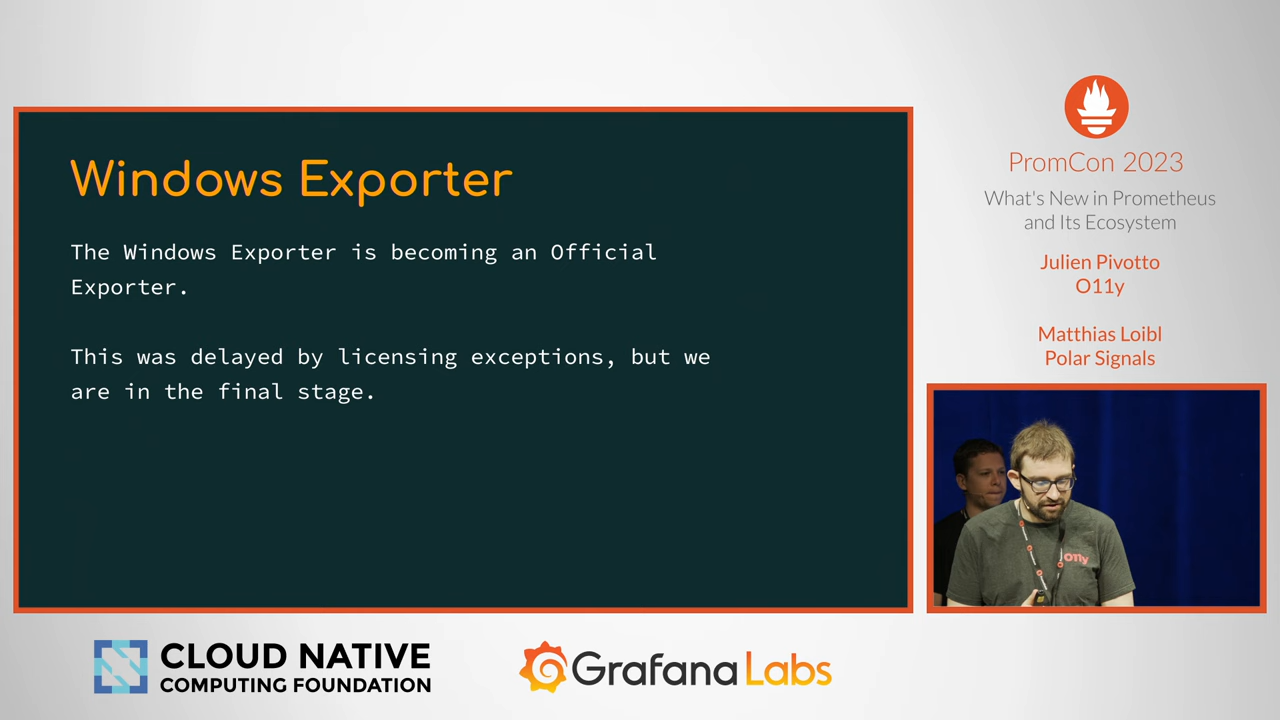 Windows Exporter
The Windows Exporter is becoming an Official
Exporter.
This was delayed by licensing exceptions, but we
are in the final stage.
PromCon 2023
What's New in Prometheus
and Its Ecosystem
Julien Pivotto
O11y
Matthias Loibl
Polar Signals
O11y
CLOUD NATIVE
COMPUTING FOUNDATION
Grafana Labs